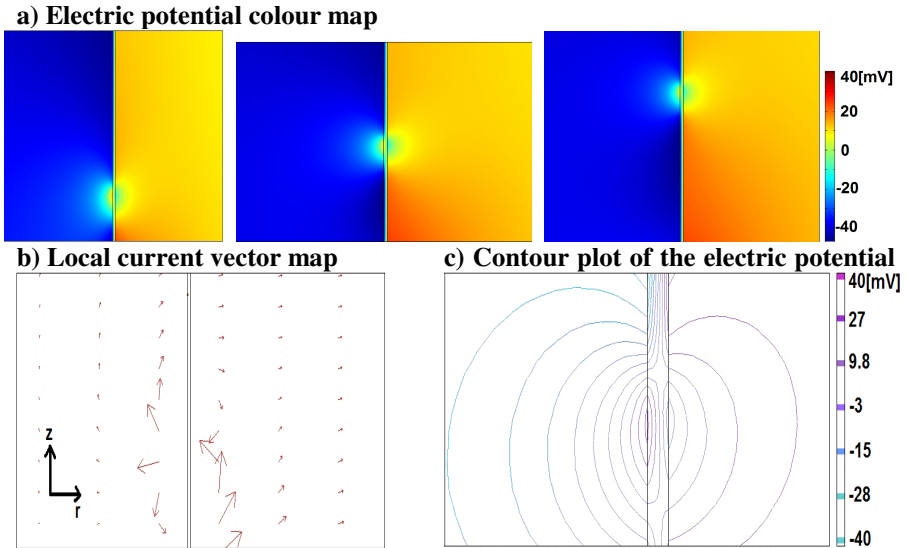 a) Electric potential colour map
40[mV]
20
0
-20
-40
b) Local current vector map
z
r
c) Contour plot of the electric potential
40[mV]
27
9.8
-3
-15
-28
-40